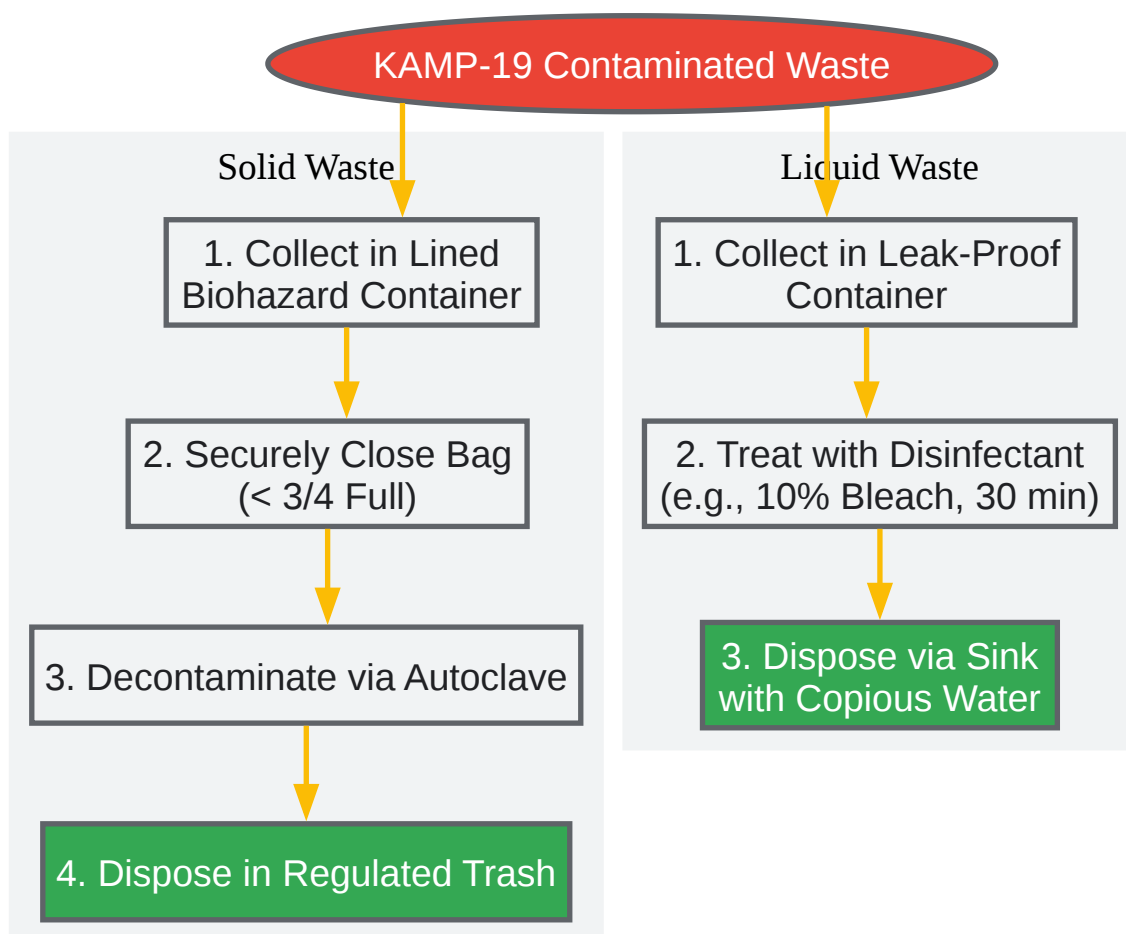 KAMP-19 Contaminated Waste
Solid Waste
1. Collect in Lined
Biohazard Container
2. Securely Close Bag
(< 3/4 Full)
3. Decontaminate via Autoclave
4. Dispose in Regulated Trash
Liquid Waste
1. Collect in Leak-Proof
Container
2. Treat with Disinfectant
(e.g., 10% Bleach, 30 min)
3. Dispose via Sink
with Copious Water